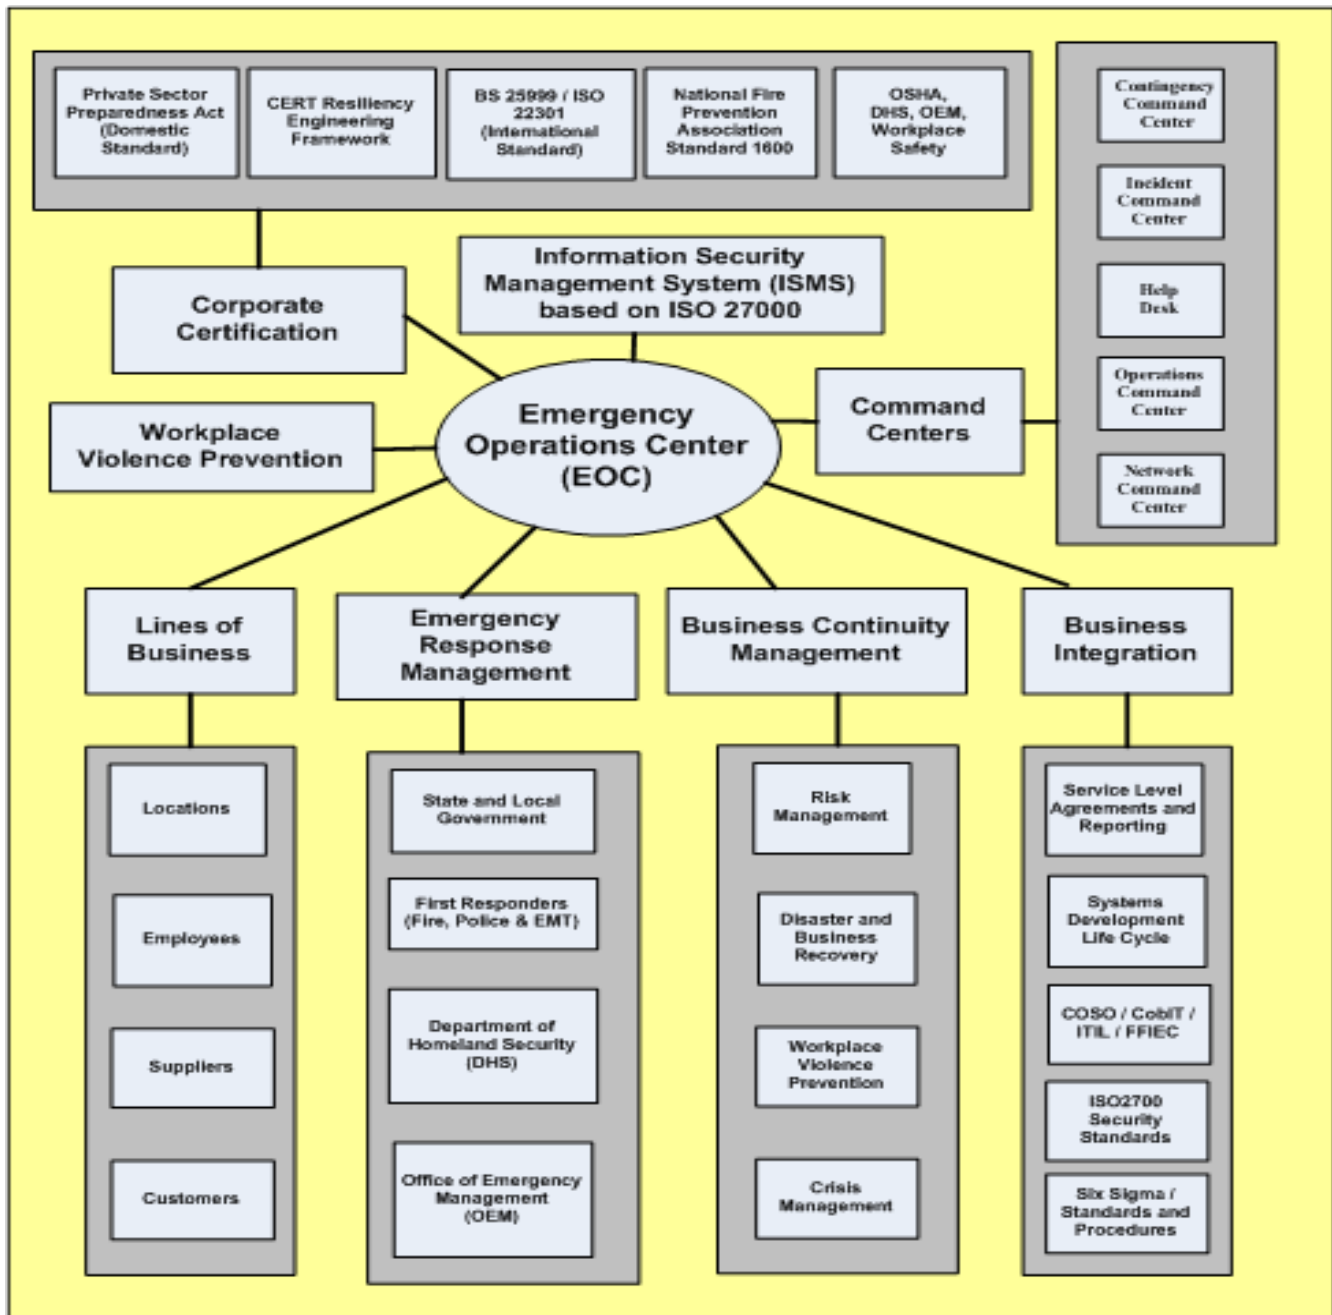 Private Sector
Preparedness Act
(Domestic
Standard)
CERT Resiliency
Engineering
Framework
BS 25999 / ISO
22301
(International
Standard)
National Fire
Prevention
Association
Standard 1600
OSHA,
DHS, OEM,
Workplace
Safety
Contingency
Command
Center
Incident
Command
Center
Help
Desk
Operations
Command
Center
Network
Command
Center
Corporate
Certification
Information Security
Management System (ISMS)
based on ISO 27000
Workplace
Violence Prevention
Emergency
Operations Center
(EOC)
Command
Centers
Lines of
Business
Emergency
Response
Management
Business Continuity
Management
Business
Integration
Locations
Employees
Suppliers
Customers
State and Local
Government
First Responders
(Fire, Police & EMT)
Department of
Homeland Security
(DHS)
Office of Emergency
Management
(OEM)
Risk
Management
Disaster and
Business
Recovery
Workplace
Violence
Prevention
Crisis
Management
Service Level
Agreements and
Reporting
Systems
Development
Life Cycle
COSO / CobIT /
ITIL / FFIEC
ISO2700
Security
Standards
Six Sigma /
Standards and
Procedures